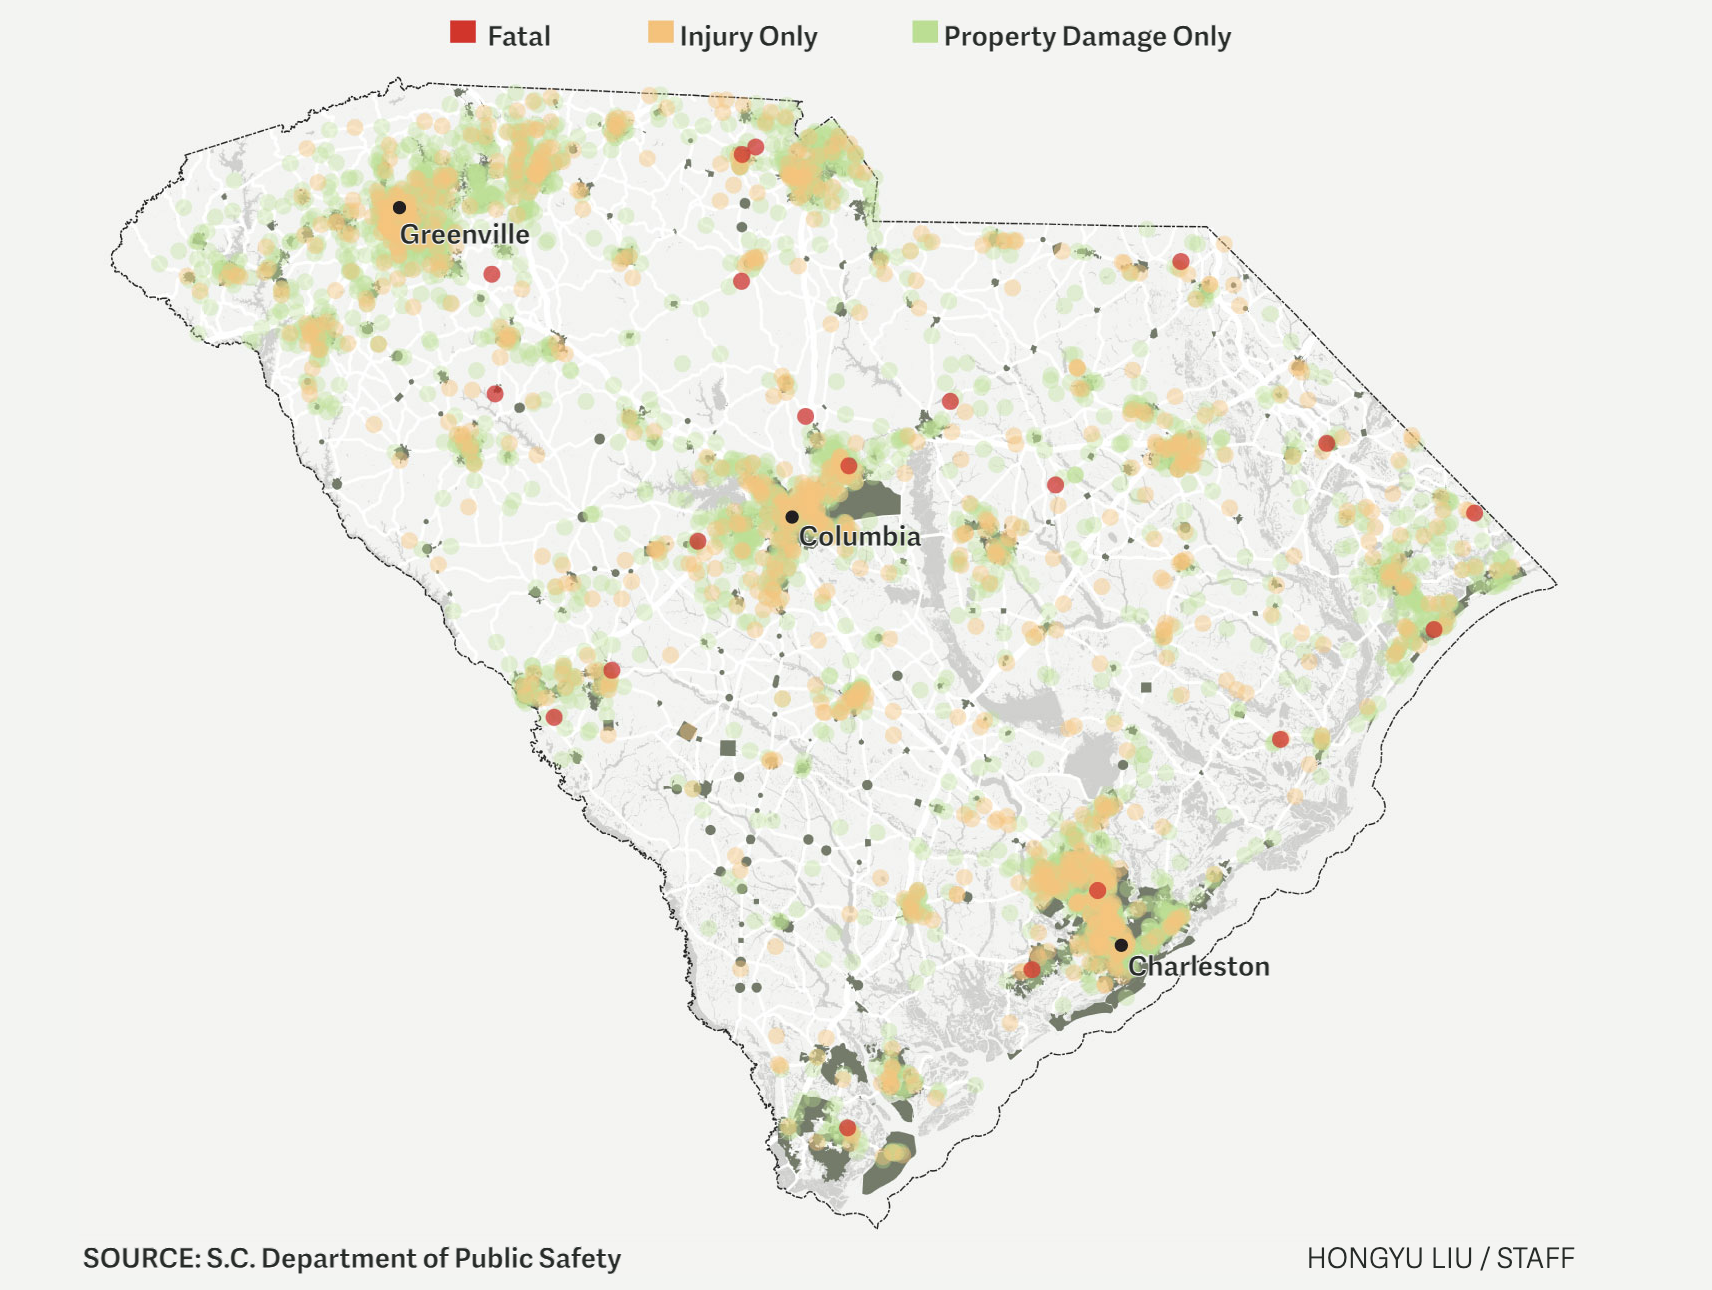 Fatal
Injury Only
Property Damage Only
Greenville
Columbia
Charleston
SOURCE: S.C. Department of Public Safety
HONGYU LIU / STAFF